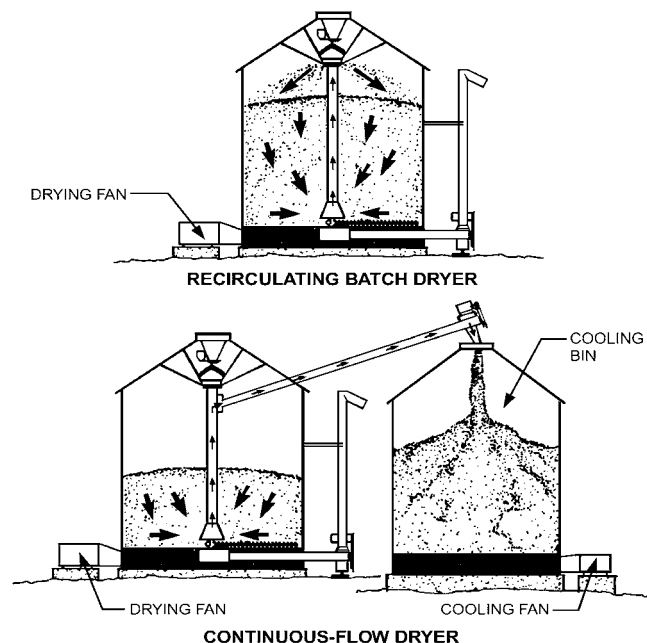 DRYING FAN
RECIRCULATING BATCH DRYER
COOLING
BIN
DRYING FAN
COOLING FAN
CONTINUOUS-FLOW DRYER